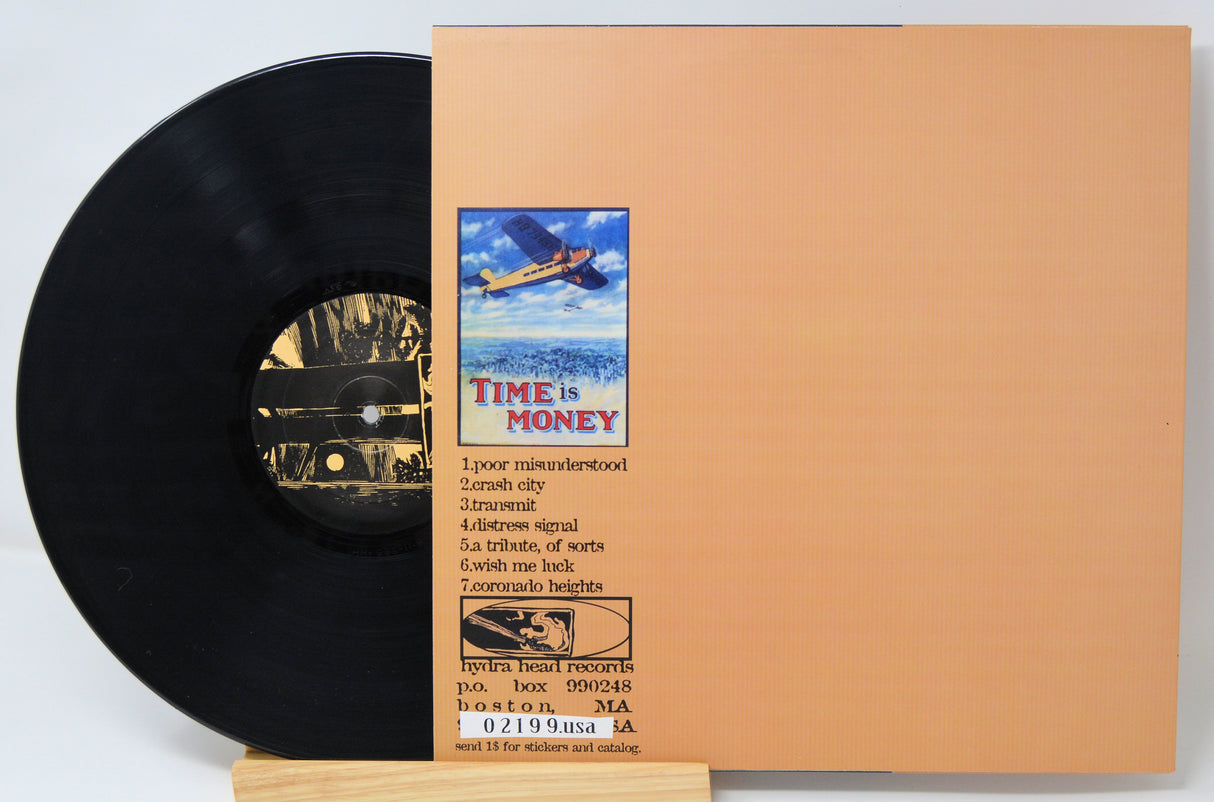 TIME is
MONEY
1.poor misunderstood
2.crash city
3.transmit
4.distress signal
5.a tribute, of sorts
6.wish me luck
7.coronado heights
hydra head records
p.o. box 990248
boston, MA
02199.usa
send 1$ for stickers and catalog.